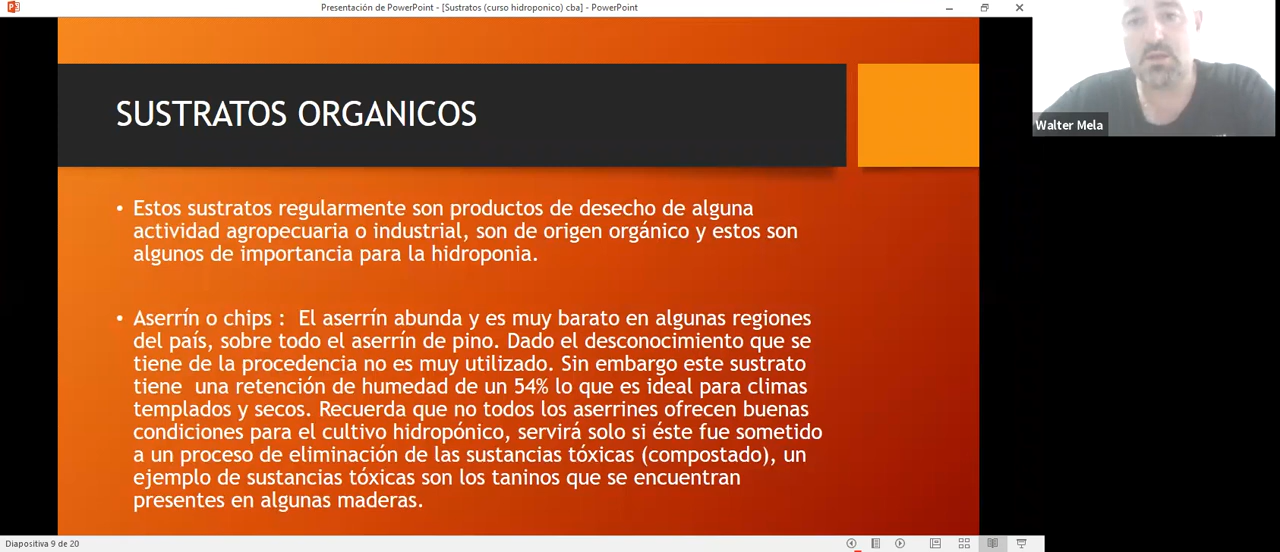 Presentación de PowerPoint - [Sustratos (curso hidroponico) cba] - PowerPoint
Walter Mela
SUSTRATOS ORGANICOS
• Estos sustratos regularmente son productos de desecho de alguna
actividad agropecuaria o industrial, son de origen orgánico y estos son
algunos de importancia para la hidroponia.
• Aserrín o chips : El aserrín abunda y es muy barato en algunas regiones
del país, sobre todo el aserrín de pino. Dado el desconocimiento que se
tiene de la procedencia no es muy utilizado. Sin embargo este sustrato
tiene una retención de humedad de un 54% lo que es ideal para climas
templados y secos. Recuerda que no todos los aserrines ofrecen buenas
condiciones para el cultivo hidropónico, servirá solo si éste fue sometido
a un proceso de eliminación de las sustancias tóxicas (compostado), un
ejemplo de sustancias tóxicas son los taninos que se encuentran
presentes en algunas maderas.
Diapositiva 9 de 20